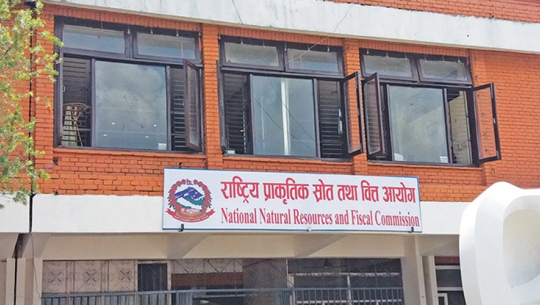 राष्ट्रिय प्राकृतिक स्रोत तथा वित्त आयोग
National Natural Resources and Fiscal Commission